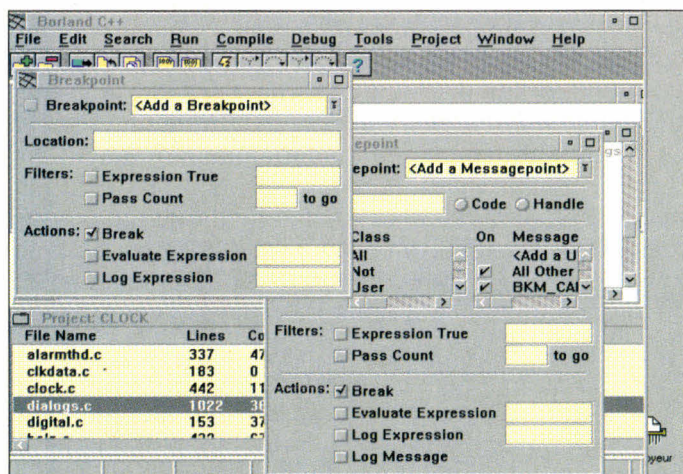 Borland C++
File Edit Search Run Compile Debug Tools Project Window Help
Breakpoint
Breakpoint: <Add a Breakpoint>
Location:
Filters: Expression True
Pass Count to go
Actions: Break
Evaluate Expression
Log Expression
epoint
epoint: <Add a Messagepoint>
Code Handle
Class On Message
All <Add a U
Not All Other
User BKM_CAI
Filters: Expression True
Pass Count to go
Actions: Break
Evaluate Expression
Log Expression
Log Message
Project: CLOCK
File Name Lines Co
alarmthd.c 337 47
clkdata.c 183 0
clock.c 442 11
dialogs.c 1022 36
digital.c 153 37
yeur